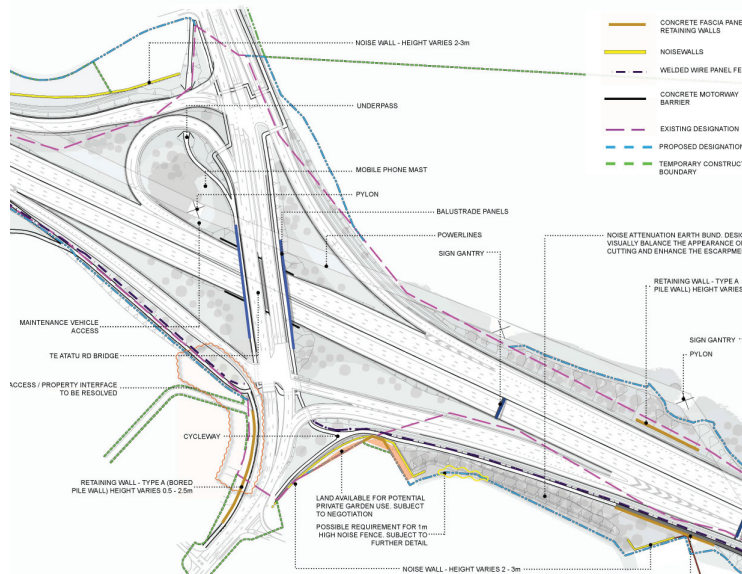 CONCRETE FASCIA PANE
RETAINING WALLS
NOISE WALL - HEIGHT VARIES 2-3m
NOISEWALLS
WELDED WIRE PANEL FE
CONCRETE MOTORWAY
BARRIER
UNDERPASS
EXISTING DESIGNATION
PROPOSED DESIGNATION
TEMPORARY CONSTRUCT
BOUNDARY
MOBILE PHONE MAST
PYLON
BALUSTRADE PANELS
POWERLINES
SIGN GANTRY
NOISE ATTENUATION EARTH BUND. DESIG
VISUALLY BALANCE THE APPEARANCE O
CUTTING AND ENHANCE THE ESCARPME
RETAINING WALL - TYPE A
PILE WALL) HEIGHT VARIES
MAINTENANCE VEHICLE
ACCESS
SIGN GANTRY
PYLON
TE ATATU RD BRIDGE
ACCESS / PROPERTY INTERFACE
TO BE RESOLVED
CYCLEWAY
RETAINING WALL - TYPE A (BORED
PILE WALL) HEIGHT VARIES 0.5 - 2.5m
LAND AVAILABLE FOR POTENTIAL
PRIVATE GARDEN USE. SUBJECT
TO NEGOTIATION
POSSIBLE REQUIREMENT FOR 1m
HIGH NOISE FENCE. SUBJECT TO
FURTHER DETAIL
NOISE WALL - HEIGHT VARIES 2 - 3m